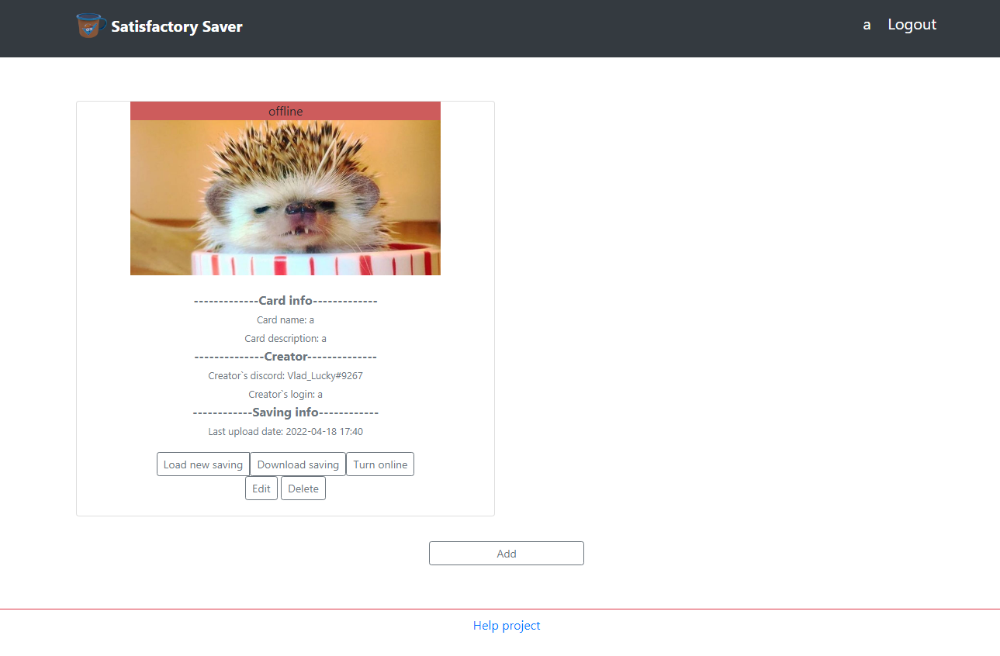 Satisfactory Saver
a Logout
offline
-------------Card info-------------
Card name: a
Card description: a
--------------Creator--------------
Creator`s discord: Vlad_Lucky#9267
Creator`s login: a
------------Saving info------------
Last upload date: 2022-04-18 17:40
Load new saving Download saving Turn online
Edit Delete
Add
Help project